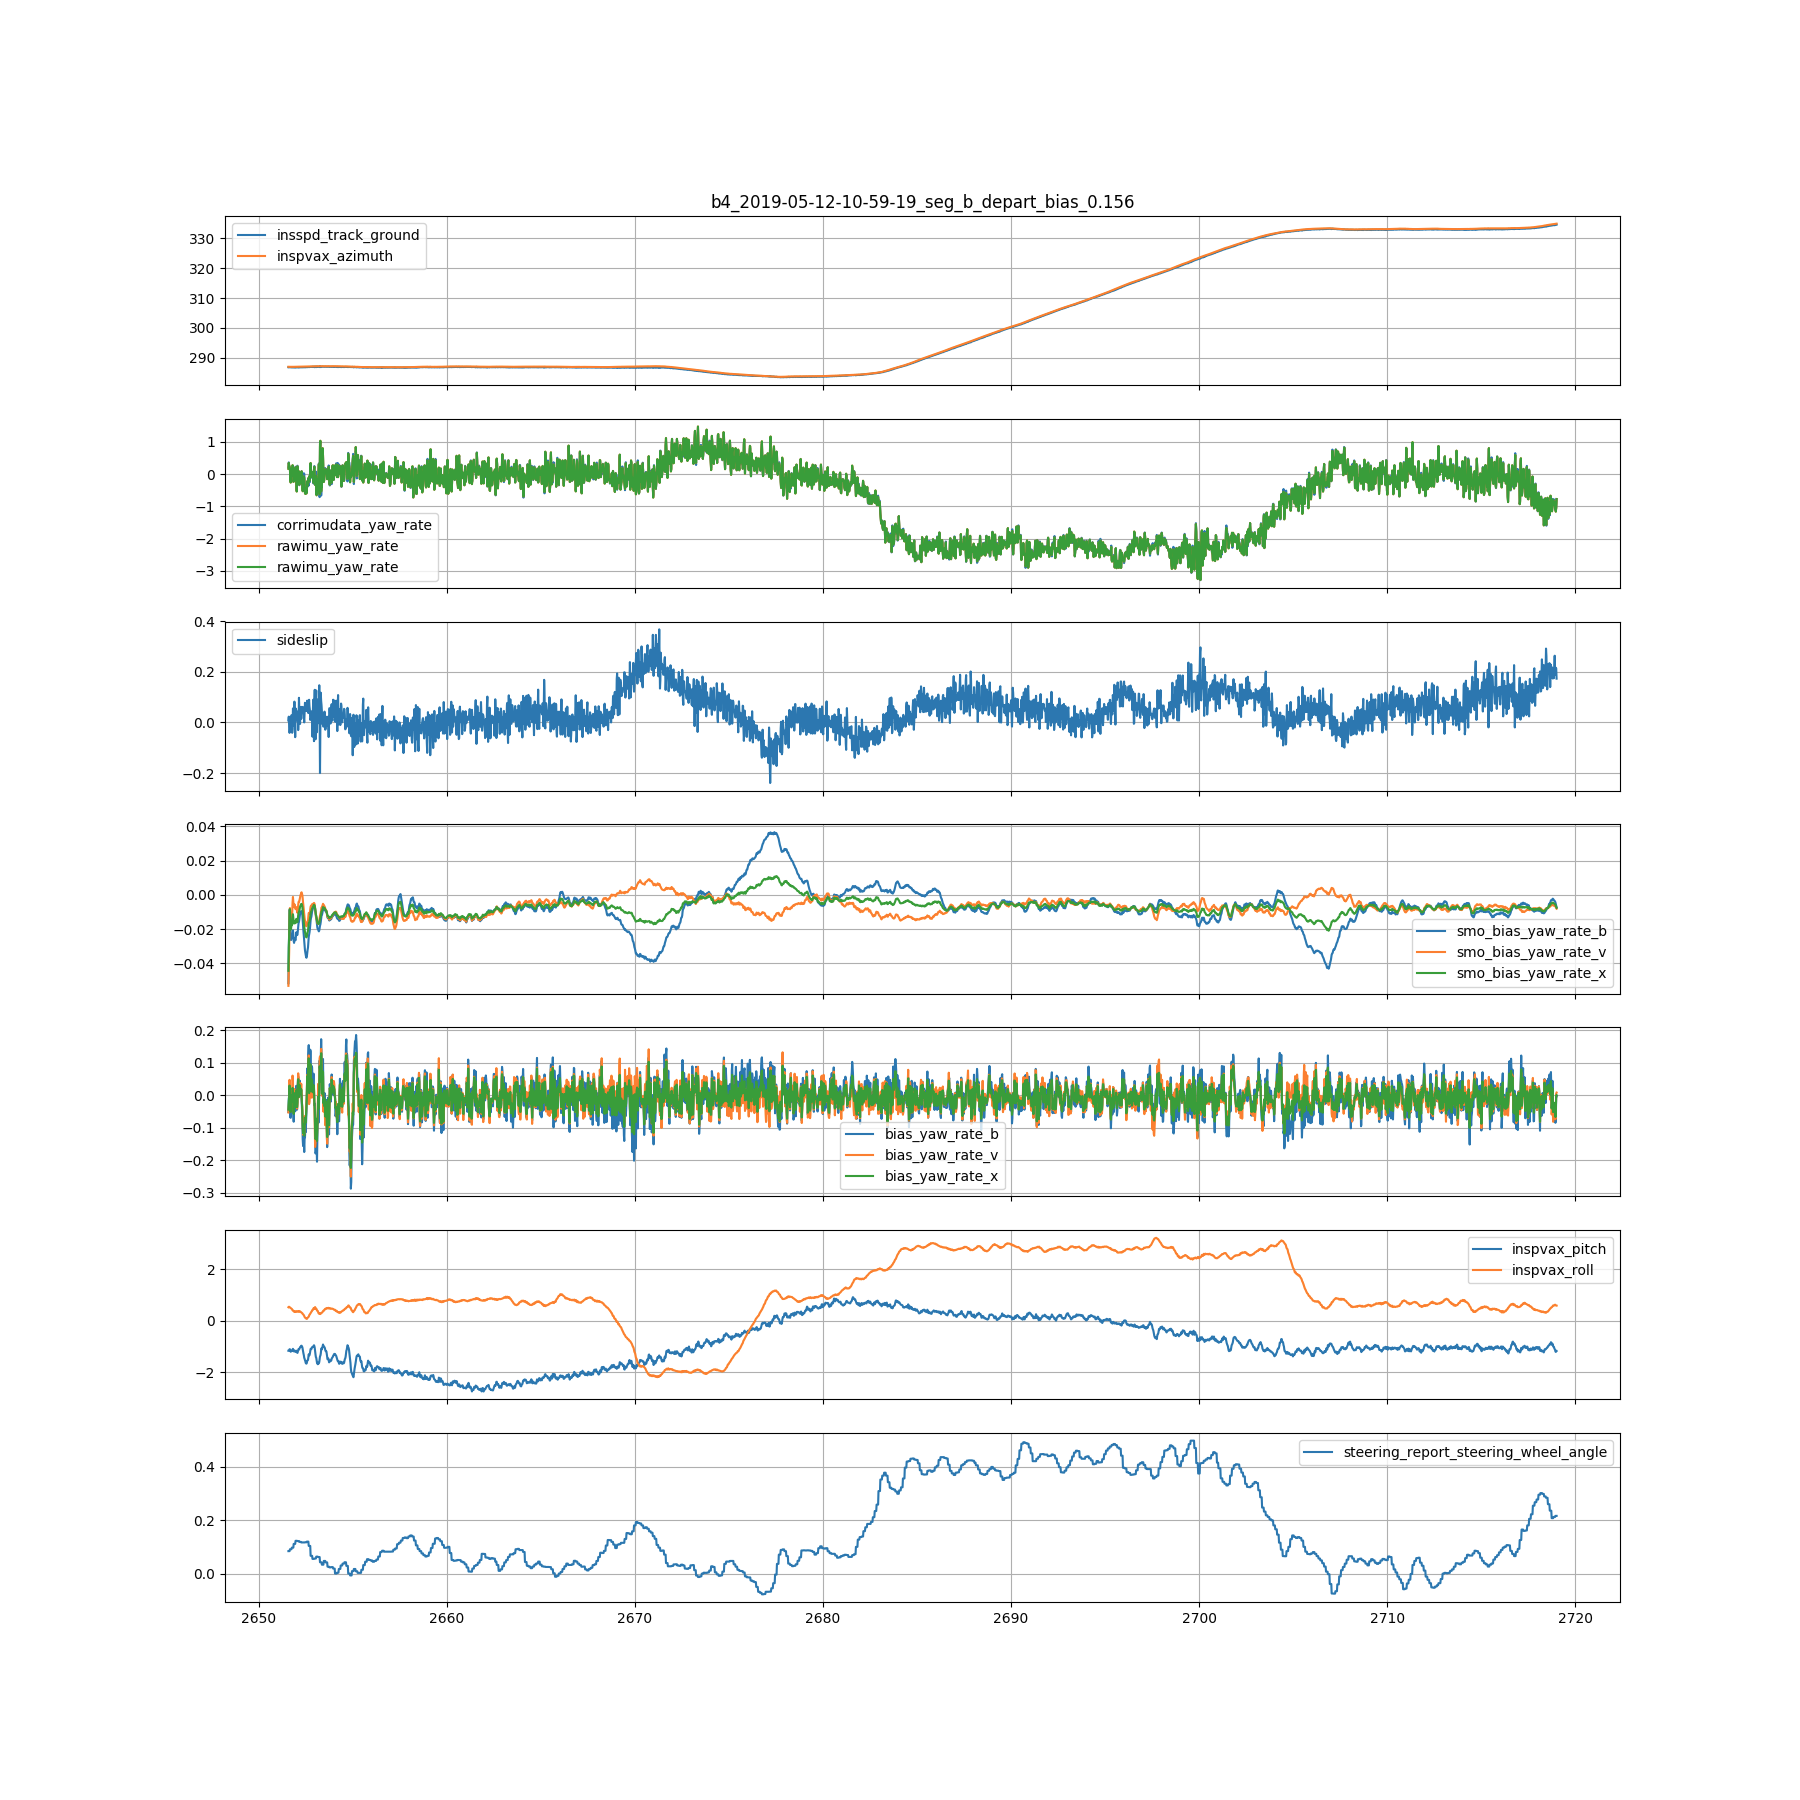 b4_2019-05-12-10-59-19_seg_b_depart_bias_0.156
330
320
310
300
290
insspd_track_ground
inspvax_azimuth
1
0
−1
−2
−3
corrimudata_yaw_rate
rawimu_yaw_rate
rawimu_yaw_rate
0.4
0.2
0.0
−0.2
sideslip
0.04
0.02
0.00
−0.02
−0.04
smo_bias_yaw_rate_b
smo_bias_yaw_rate_v
smo_bias_yaw_rate_x
0.2
0.1
0.0
−0.1
−0.2
−0.3
bias_yaw_rate_b
bias_yaw_rate_v
bias_yaw_rate_x
2
0
−2
inspvax_pitch
inspvax_roll
0.4
0.2
0.0
steering_report_steering_wheel_angle
2650 2660 2670 2680 2690 2700 2710 2720